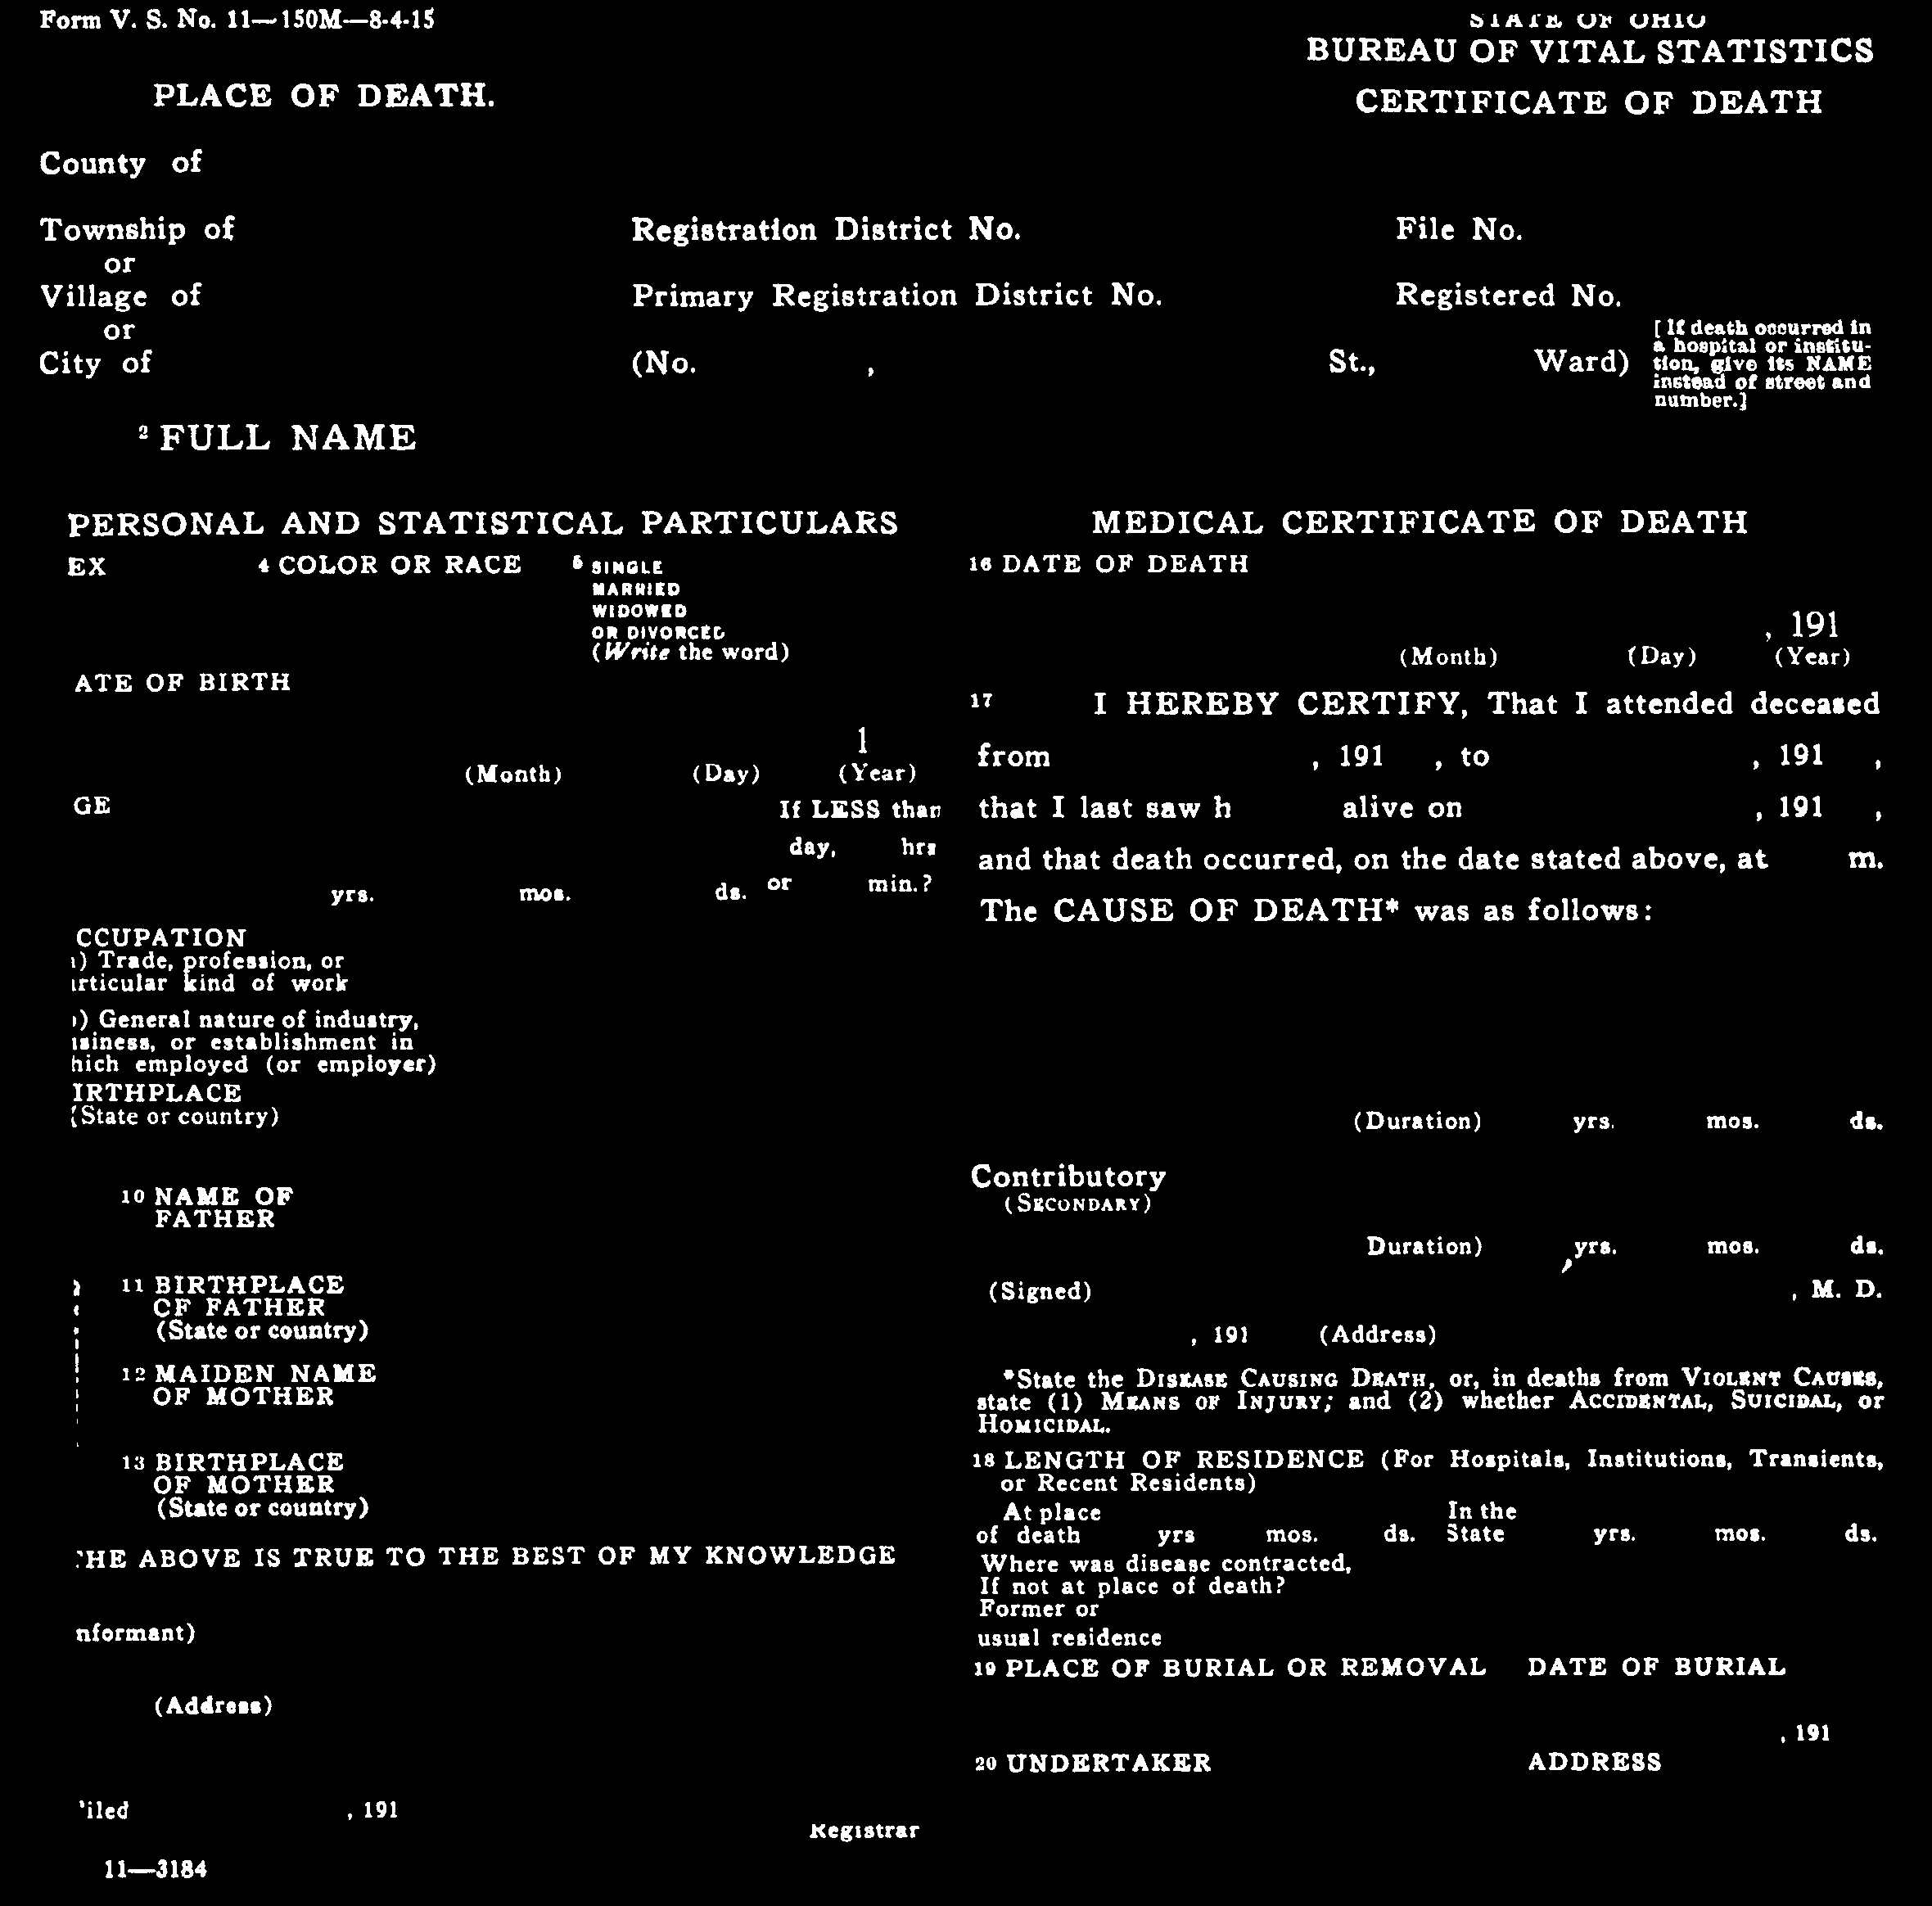 Form V. S. No. 11—150M—8-4-15
STATE OF OHIO
BUREAU OF VITAL STATISTICS
CERTIFICATE OF DEATH
PLACE OF DEATH.
County of
Township of
or
Village of
or
City of
Registration District No.
File No.
Primary Registration District No.
Registered No.
(No. , St., Ward)
[ If death occurred in
a hospital or institu-
tion, give its NAME
instead of street and
number.]
2 FULL NAME
PERSONAL AND STATISTICAL PARTICULARS
EX
4 COLOR OR RACE
5 SINGLE
MARRIED
WIDOWED
OR DIVORCED
(Write the word)
ATE OF BIRTH
1
(Month) (Day) (Year)
GE
If LESS than
day, hrs
or min.?
yrs. mos. ds.
CCUPATION
) Trade, profession, or
rticular kind of work
) General nature of industry,
siness, or establishment in
hich employed (or employer)
IRTHPLACE
(State or country)
10 NAME OF
FATHER
11 BIRTHPLACE
OF FATHER
(State or country)
12 MAIDEN NAME
OF MOTHER
13 BIRTHPLACE
OF MOTHER
(State or country)
HE ABOVE IS TRUE TO THE BEST OF MY KNOWLEDGE
nformant)
(Address)
iled , 191
Registrar
11—3184
MEDICAL CERTIFICATE OF DEATH
16 DATE OF DEATH
, 191
(Month) (Day) (Year)
17 I HEREBY CERTIFY, That I attended deceased
from , 191 , to , 191 ,
that I last saw h alive on , 191 ,
and that death occurred, on the date stated above, at m.
The CAUSE OF DEATH* was as follows:
(Duration) yrs. mos. ds.
Contributory
(SECONDARY)
Duration) yrs. mos. ds.
(Signed) , M. D.
, 191 (Address)
*State the DISEASE CAUSING DEATH, or, in deaths from VIOLENT CAUSES,
state (1) MEANS OF INJURY; and (2) whether ACCIDENTAL, SUICIDAL, or
HOMICIDAL.
18 LENGTH OF RESIDENCE (For Hospitals, Institutions, Transients,
or Recent Residents)
At place In the
of death yrs mos. ds. State yrs. mos. ds.
Where was disease contracted,
If not at place of death?
Former or
usual residence
19 PLACE OF BURIAL OR REMOVAL DATE OF BURIAL
, 191
20 UNDERTAKER ADDRESS